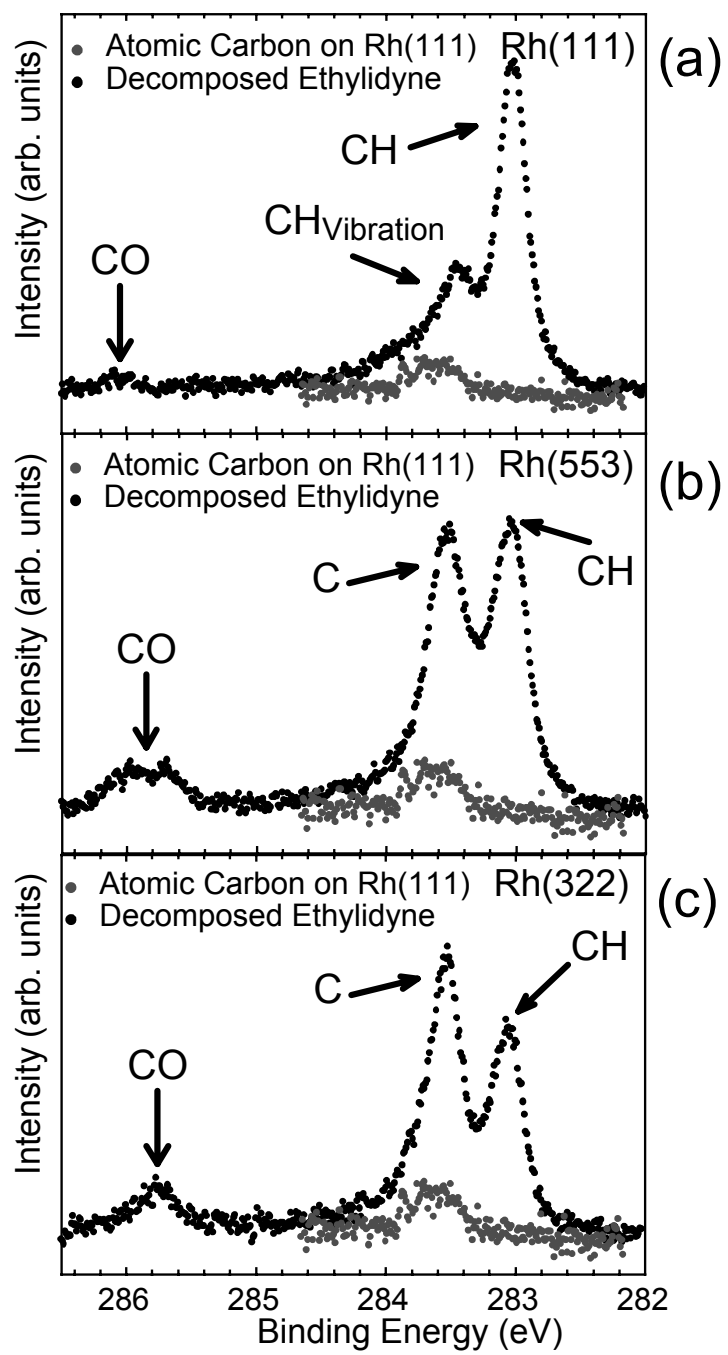 Atomic Carbon on Rh(111) Rh(111) (a)
Decomposed Ethylidyne
CH
CHVibration
CO
Intensity (arb. units)
Atomic Carbon on Rh(111) Rh(553) (b)
Decomposed Ethylidyne
C
CH
CO
Intensity (arb. units)
Atomic Carbon on Rh(111) Rh(322) (c)
Decomposed Ethylidyne
CH
C
CO
Intensity (arb. units)
286 285 284 283 282
Binding Energy (eV)